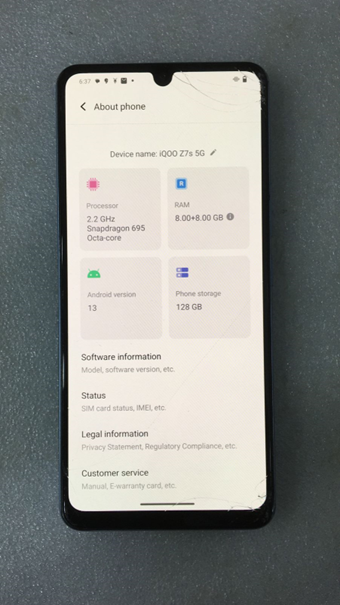 6:37
About phone
Device name: iQOO Z7s 5G
Processor
2.2 GHz
Snapdragon 695
Octa-core
R
RAM
8.00+8.00 GB
Android version
13
Phone storage
128 GB
Software information
Model, software version, etc.
Status
SIM card status, IMEI, etc.
Legal information
Privacy Statement, Regulatory Compliance, etc.
Customer service
Manual, E-warranty card, etc.